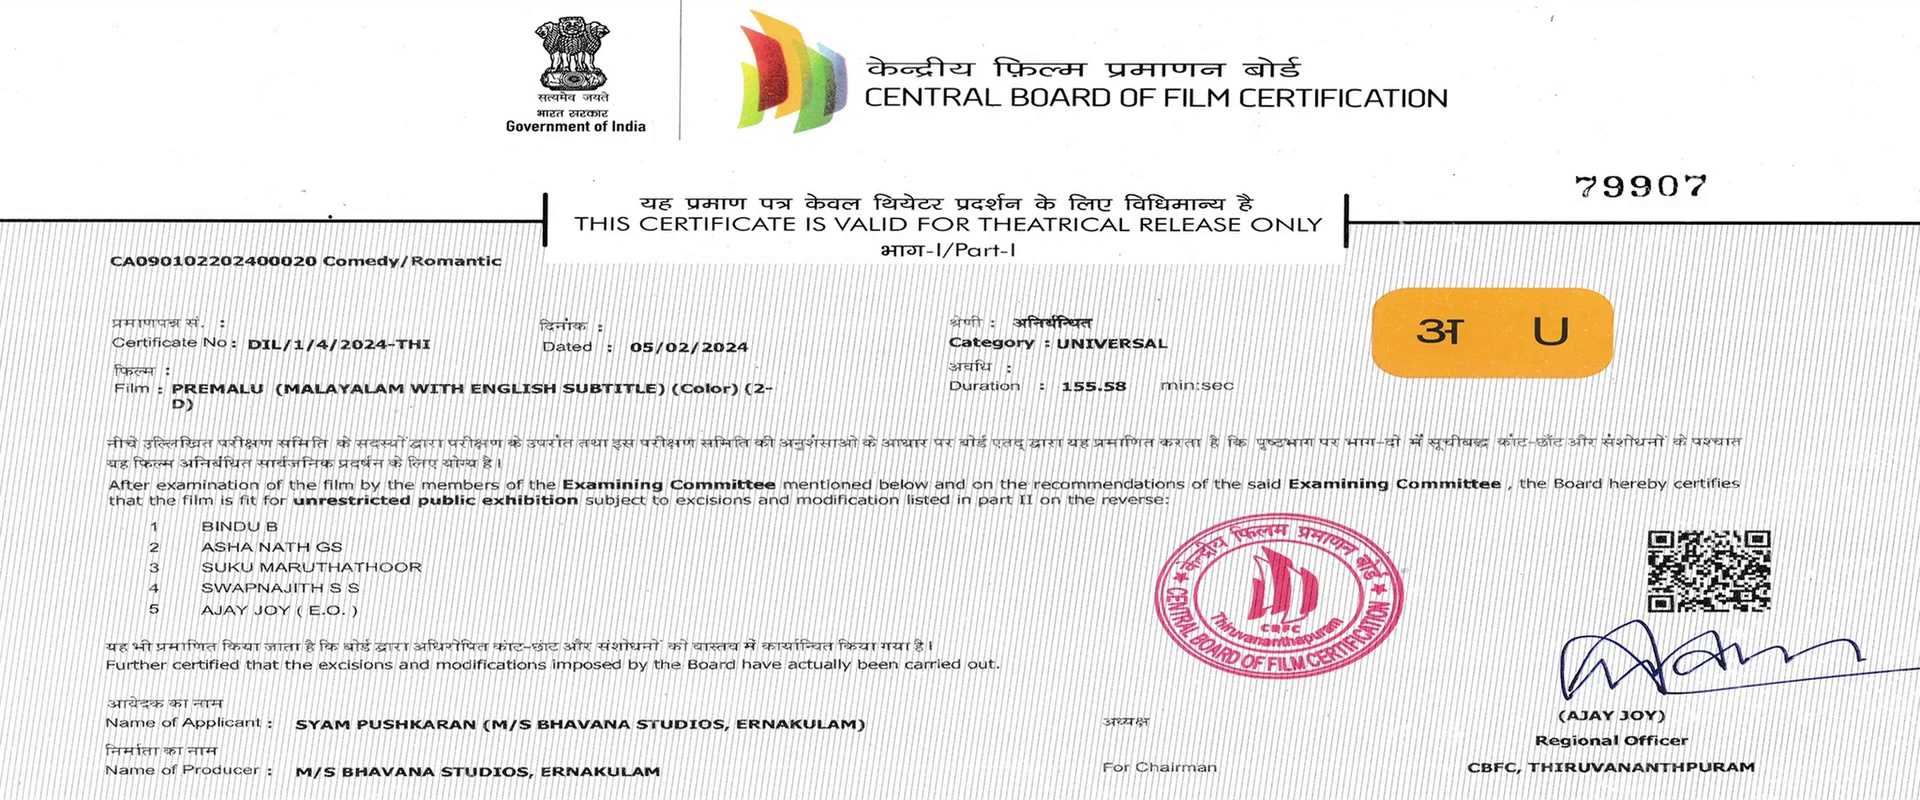 सत्यमेव जयते
भारत सरकार
Government of India
केन्द्रीय फ़िल्म प्रमाणन बोर्ड
CENTRAL BOARD OF FILM CERTIFICATION
79907
यह प्रमाण पत्र केवल थियेटर प्रदर्शन के लिए विधिमान्य है
THIS CERTIFICATE IS VALID FOR THEATRICAL RELEASE ONLY
भाग-I/Part-I
CA090102202400020 Comedy/Romantic
प्रमाणपत्र सं. :
Certificate No : DIL/1/4/2024-THI
दिनांक :
Dated : 05/02/2024
श्रेणी : अनिर्बन्धित
Category : UNIVERSAL
अ U
फिल्म :
Film : PREMALU (MALAYALAM WITH ENGLISH SUBTITLE) (Color) (2-
D)
अवधि :
Duration : 155.58 min:sec
नीचे उल्लिखित परीक्षण समिति के सदस्यों द्वारा परीक्षण के उपरांत तथा इस परीक्षण समिति की अनुशंसाओं के आधार पर बोर्ड एतद् द्वारा यह प्रमाणित करता है कि पृष्ठभाग पर भाग-दो में सूचीबद्ध कांट-छाँट और संशोधनों के पश्चात
यह फिल्म अनिर्बंधित सार्वजनिक प्रदर्षन के लिए योग्य है।
After examination of the film by the members of the Examining Committee mentioned below and on the recommendations of the said Examining Committee , the Board hereby certifies
that the film is fit for unrestricted public exhibition subject to excisions and modification listed in part II on the reverse:
1 BINDU B
2 ASHA NATH GS
3 SUKU MARUTHATHOOR
4 SWAPNAJITH S S
5 AJAY JOY ( E.O. )
केन्द्रीय फिलम प्रमाणन बोर्ड
CBFC
Thiruvananthapuram
CENTRAL BOARD OF FILM CERTIFICATION
यह भी प्रमाणित किया जाता है कि बोर्ड द्वारा अधिरोपित कांट-छांट और संशोधनों को वास्तव में कार्यान्वित किया गया है।
Further certified that the excisions and modifications imposed by the Board have actually been carried out.
आवेदक का नाम
Name of Applicant : SYAM PUSHKARAN (M/S BHAVANA STUDIOS, ERNAKULAM)
निर्माता का नाम
Name of Producer : M/S BHAVANA STUDIOS, ERNAKULAM
अध्यक्ष
For Chairman
(AJAY JOY)
Regional Officer
CBFC, THIRUVANANTHPURAM